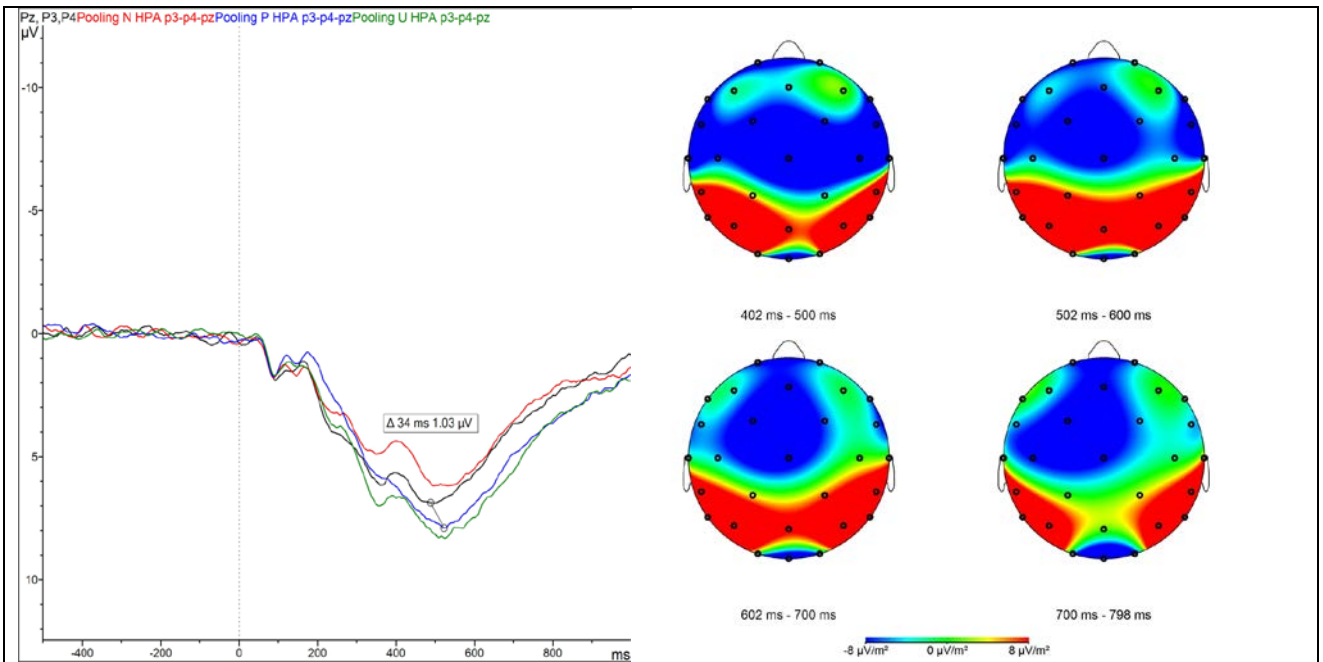 Pz, P3,P4Pooling N HPA p3-p4-pzPooling P HPA p3-p4-pzPooling U HPA p3-p4-pz
µV
-10
-5
0
Δ 34 ms 1.03 µV
5
10
-400 -200 0 200 400 600 800 ms
402 ms - 500 ms
502 ms - 600 ms
602 ms - 700 ms
700 ms - 798 ms
-8 µV/m² 0 µV/m² 8 µV/m²